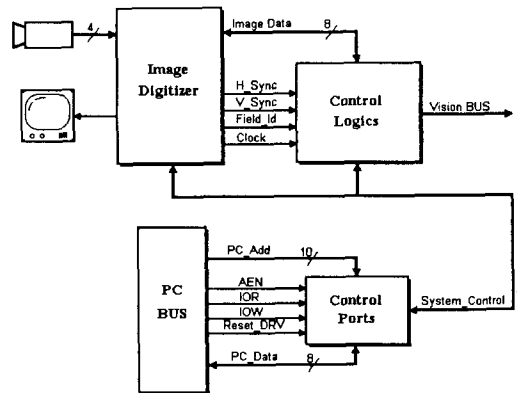 4
Image Data
8
Image
Digitizer
H_Sync
V_Sync
Field_Id
Clock
Control
Logics
Vision BUS
PC
BUS
PC_Add
10
AEN
IOR
IOW
Reset_DRV
PC_Data
8
Control
Ports
System_Control